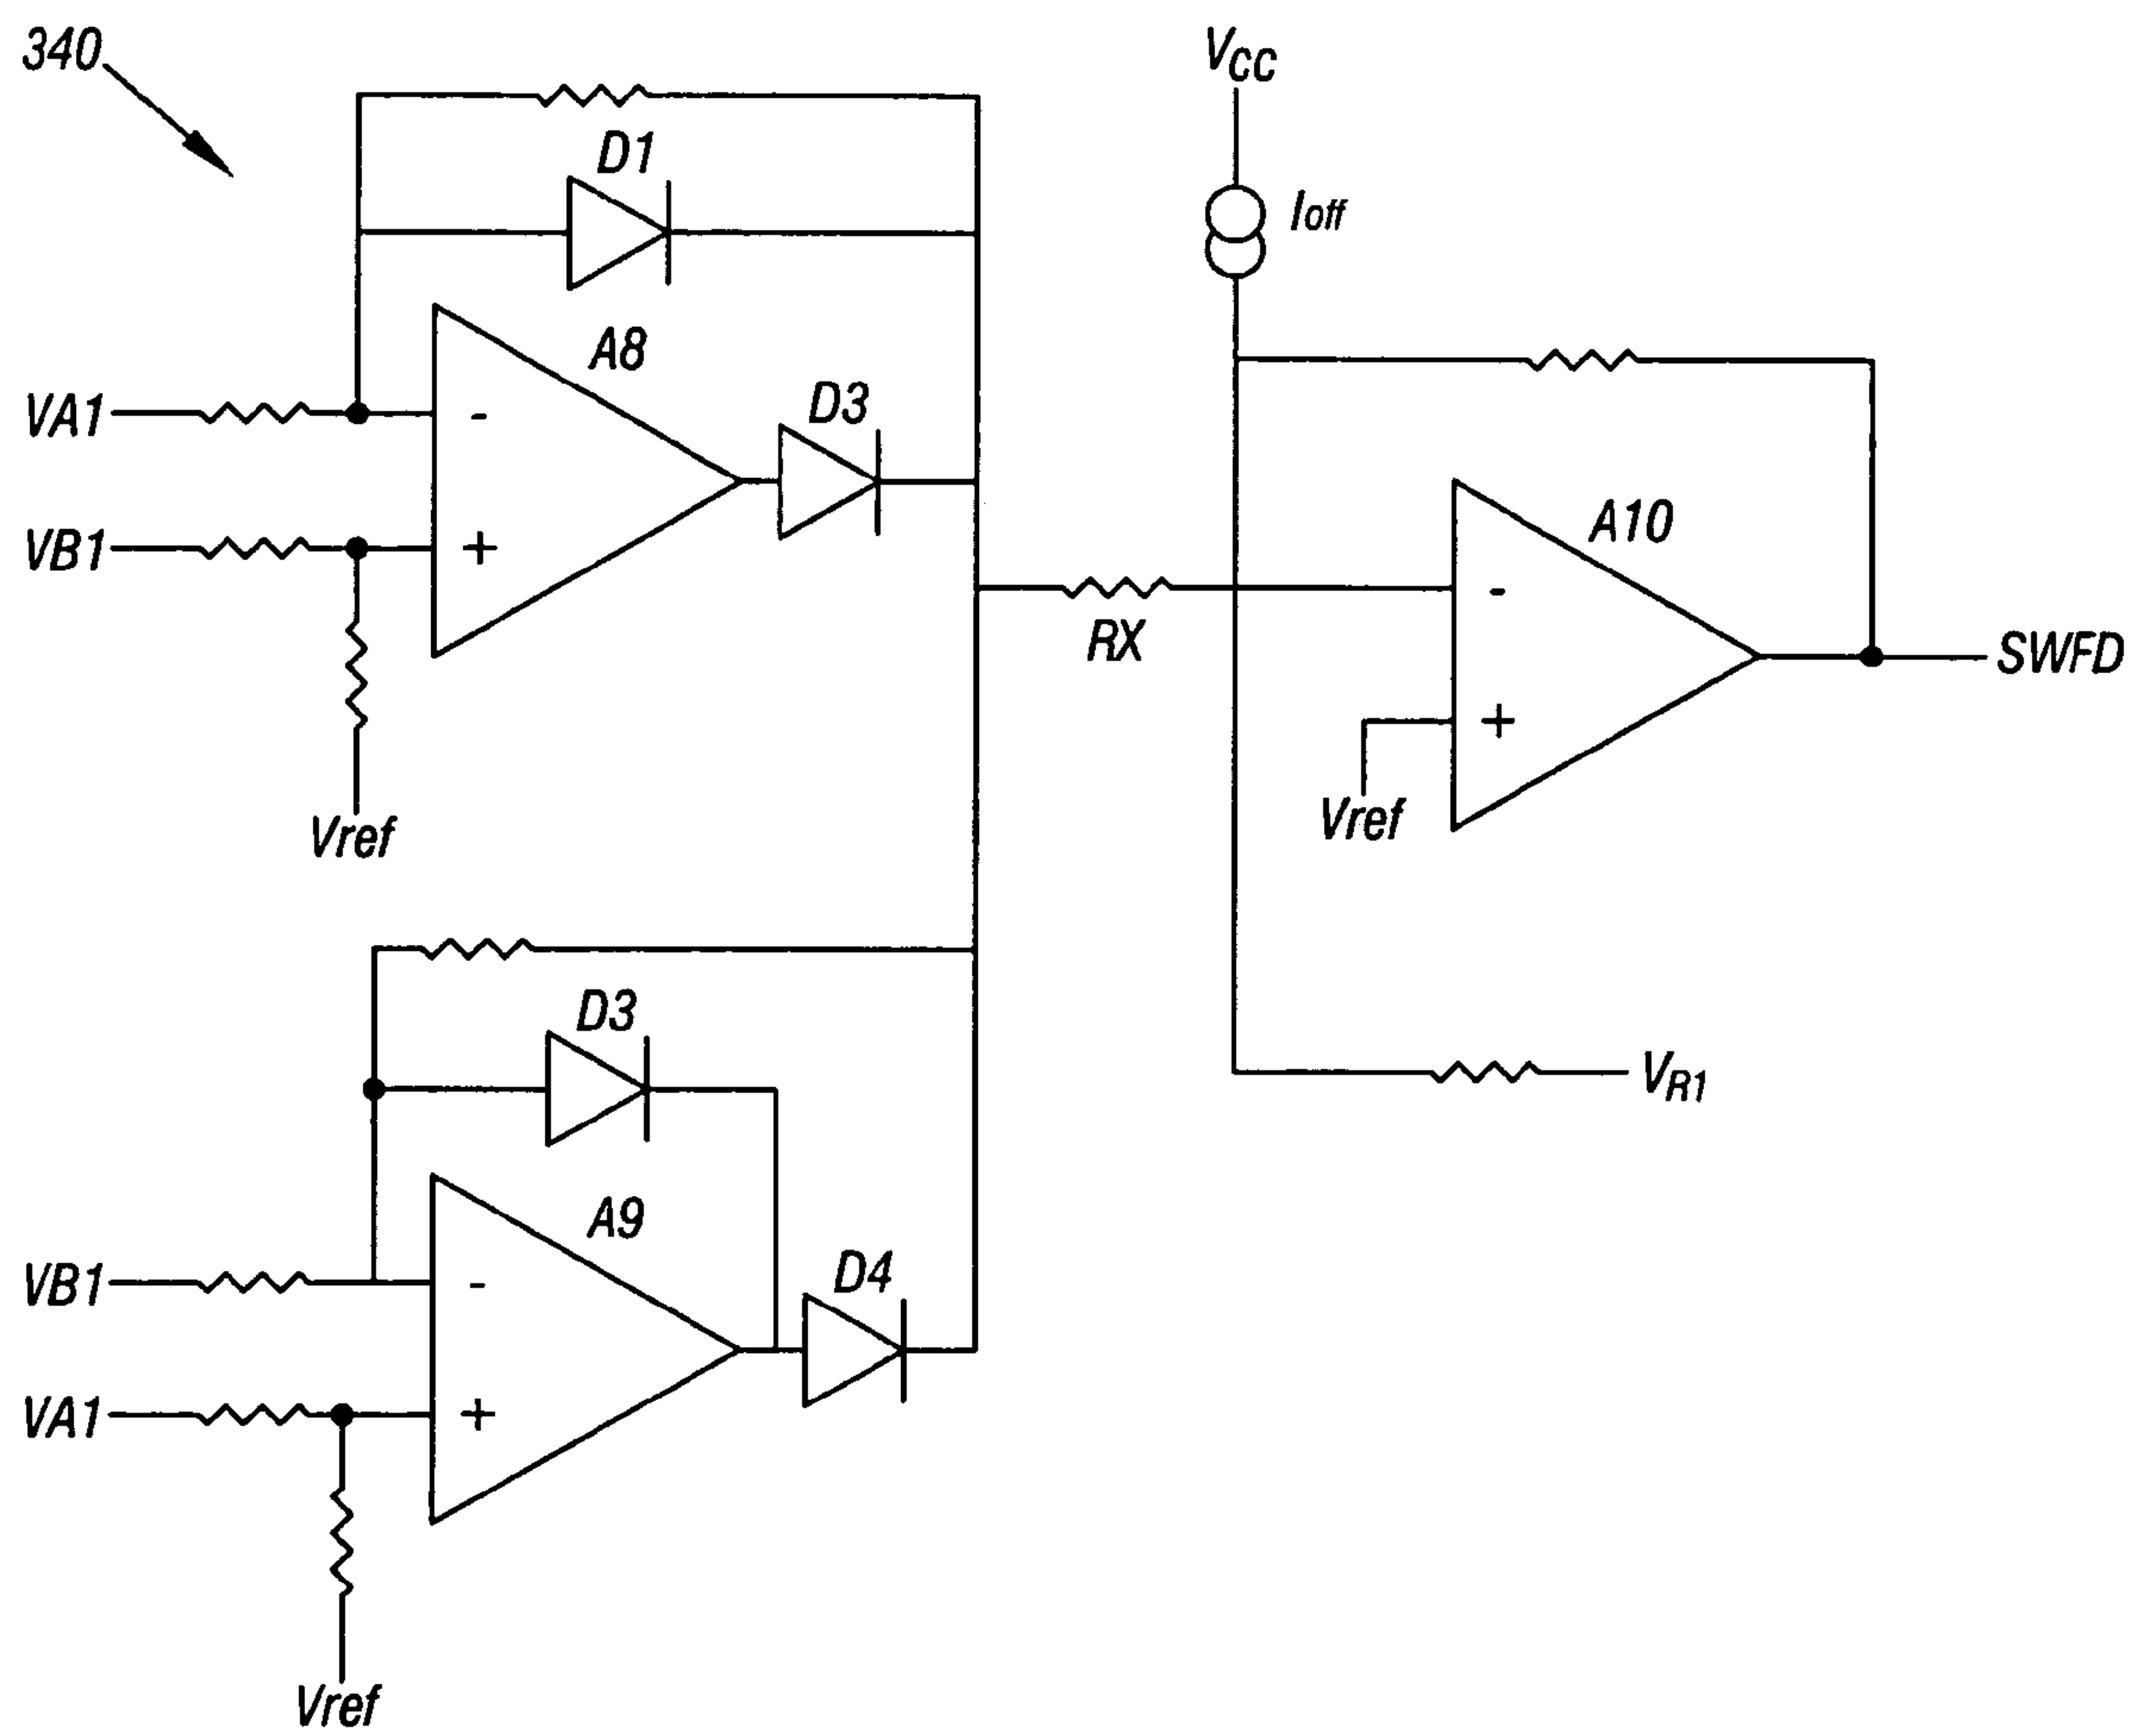 340
VCC
Ioff
D1
A8
D3
VA1
-
VB1
+
A10
-
RX
SWFD
+
Vref
Vref
D3
VR1
A9
D4
VB1
-
VA1
+
Vref